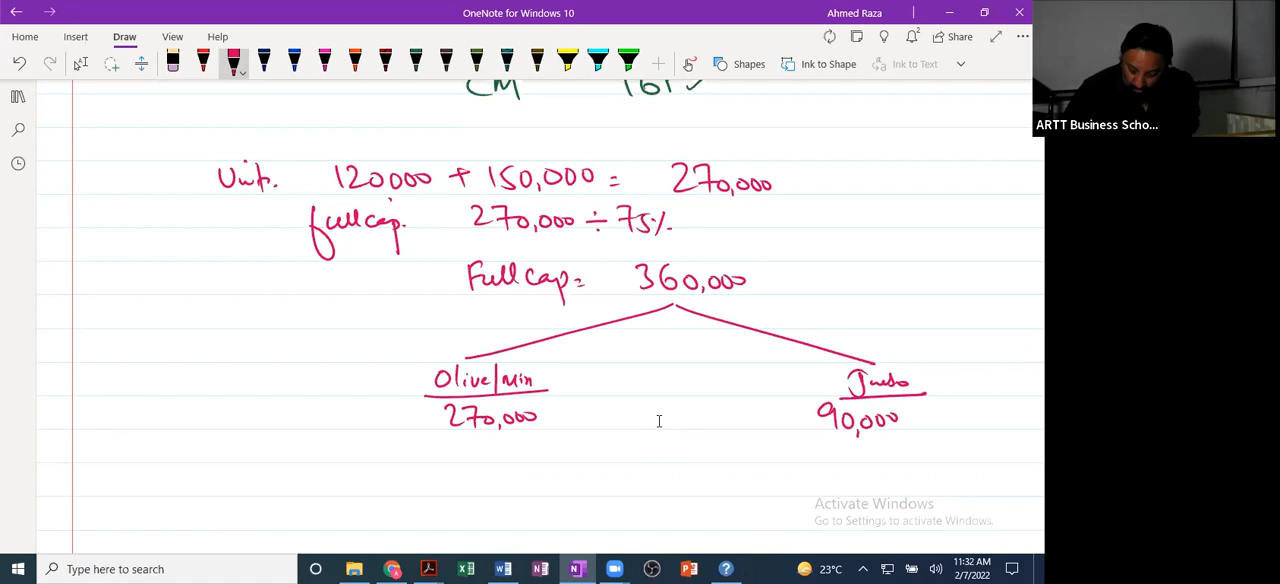 OneNote for Windows 10
Ahmed Raza
Home Insert Draw View Help
Share
Shapes Ink to Shape Ink to Text
ARTT Business Scho...
CM 161 ✓
Units. 120000 + 150,000 = 270,000
full cap. 270,000 ÷ 75%
Full cap = 360,000
Olive/Min
270,000
90,000
Activate Windows
Go to Settings to activate Windows.
Type here to search
23°C
11:32 AM
2/7/2022